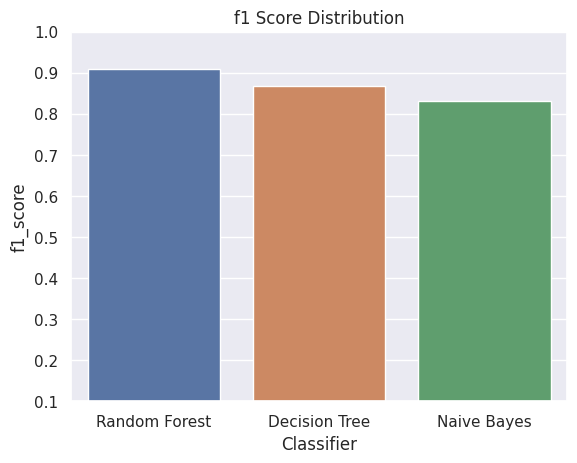 f1 Score Distribution
1.0
0.9
0.8
0.7
0.6
0.5
0.4
0.3
0.2
0.1
f1_score
Random Forest
Decision Tree
Naive Bayes
Classifier